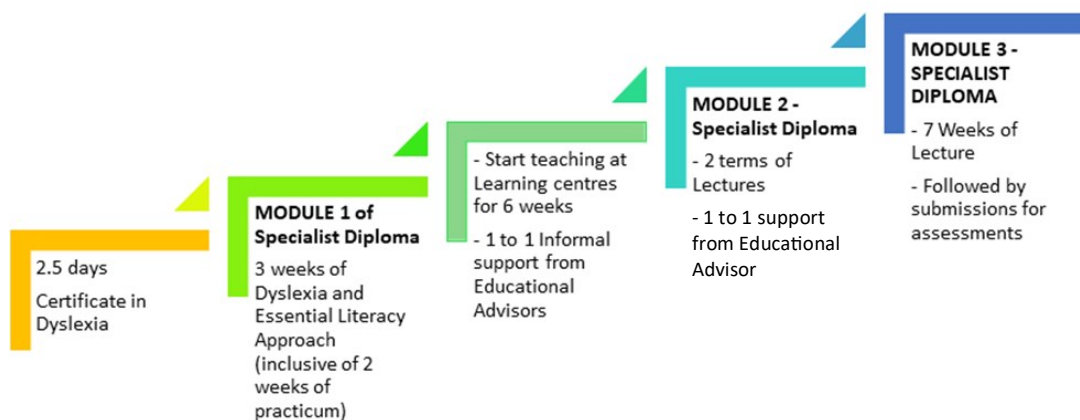 2.5 days
Certificate in
Dyslexia
MODULE 1 of
Specialist Diploma
3 weeks of
Dyslexia and
Essential Literacy
Approach
(inclusive of 2
weeks of
practicum)
- Start teaching at
Learning centres
for 6 weeks
- 1 to 1 Informal
support from
Educational
Advisors
MODULE 2 -
Specialist Diploma
- 2 terms of
Lectures
- 1 to 1 support
from Educational
Advisor
MODULE 3 -
SPECIALIST
DIPLOMA
- 7 Weeks of
Lecture
- Followed by
submissions for
assessments